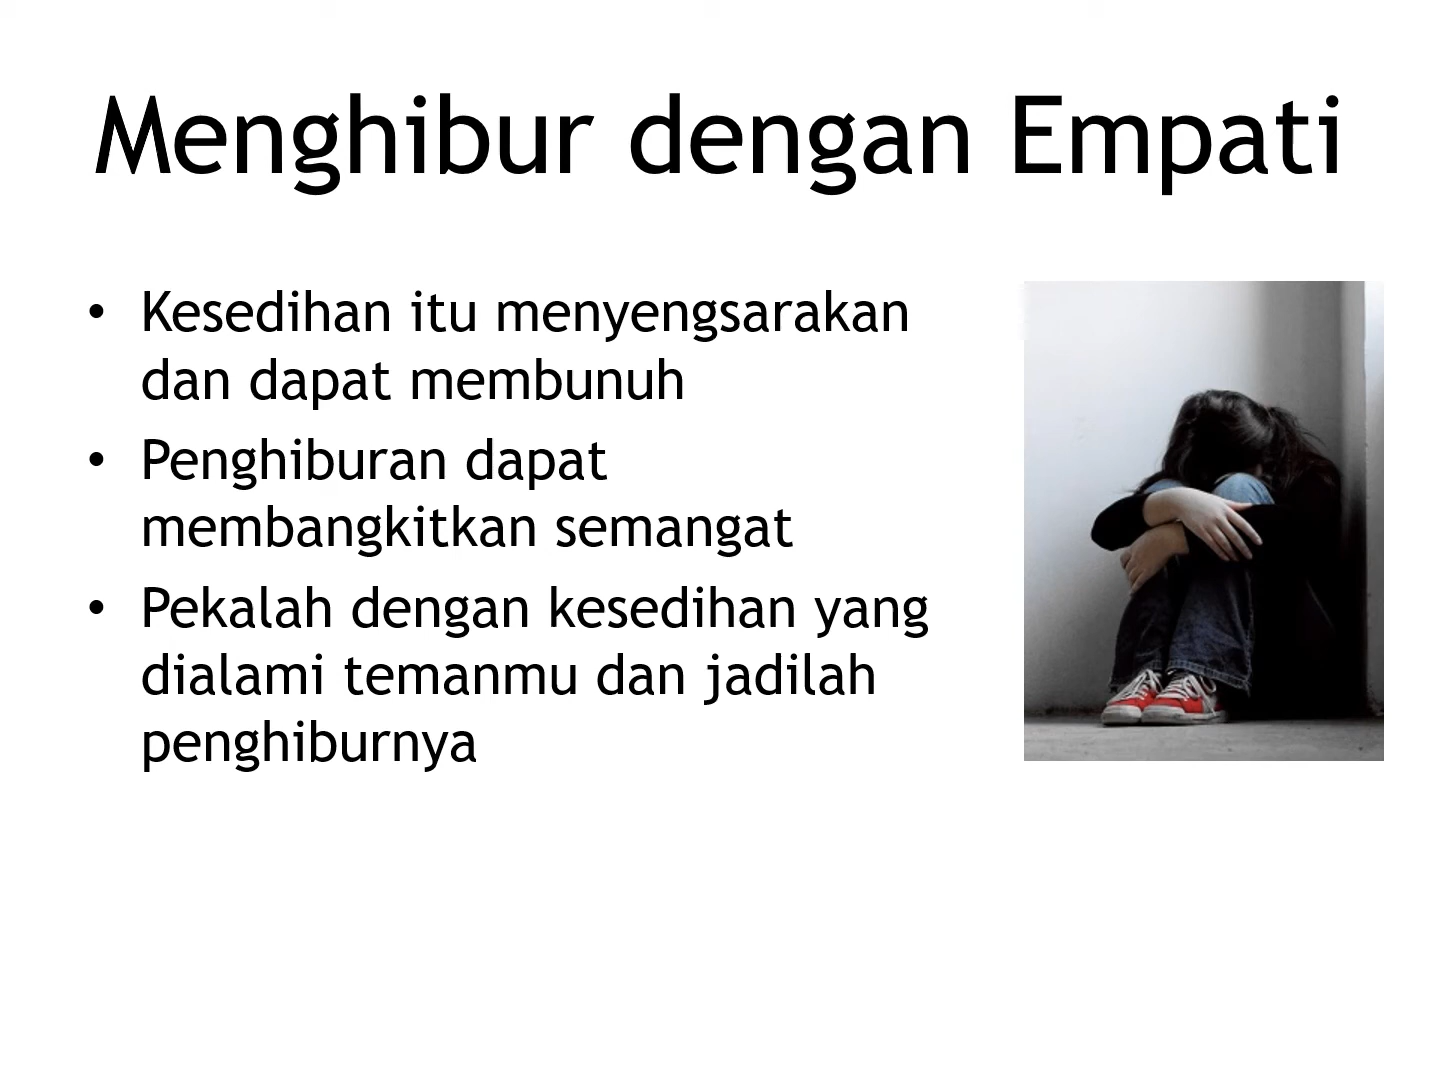 Menghibur dengan Empati
• Kesedihan itu menyengsarakan
dan dapat membunuh
• Penghiburan dapat
membangkitkan semangat
• Pekalah dengan kesedihan yang
dialami temanmu dan jadilah
penghiburnya